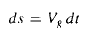 ds = V_g dt